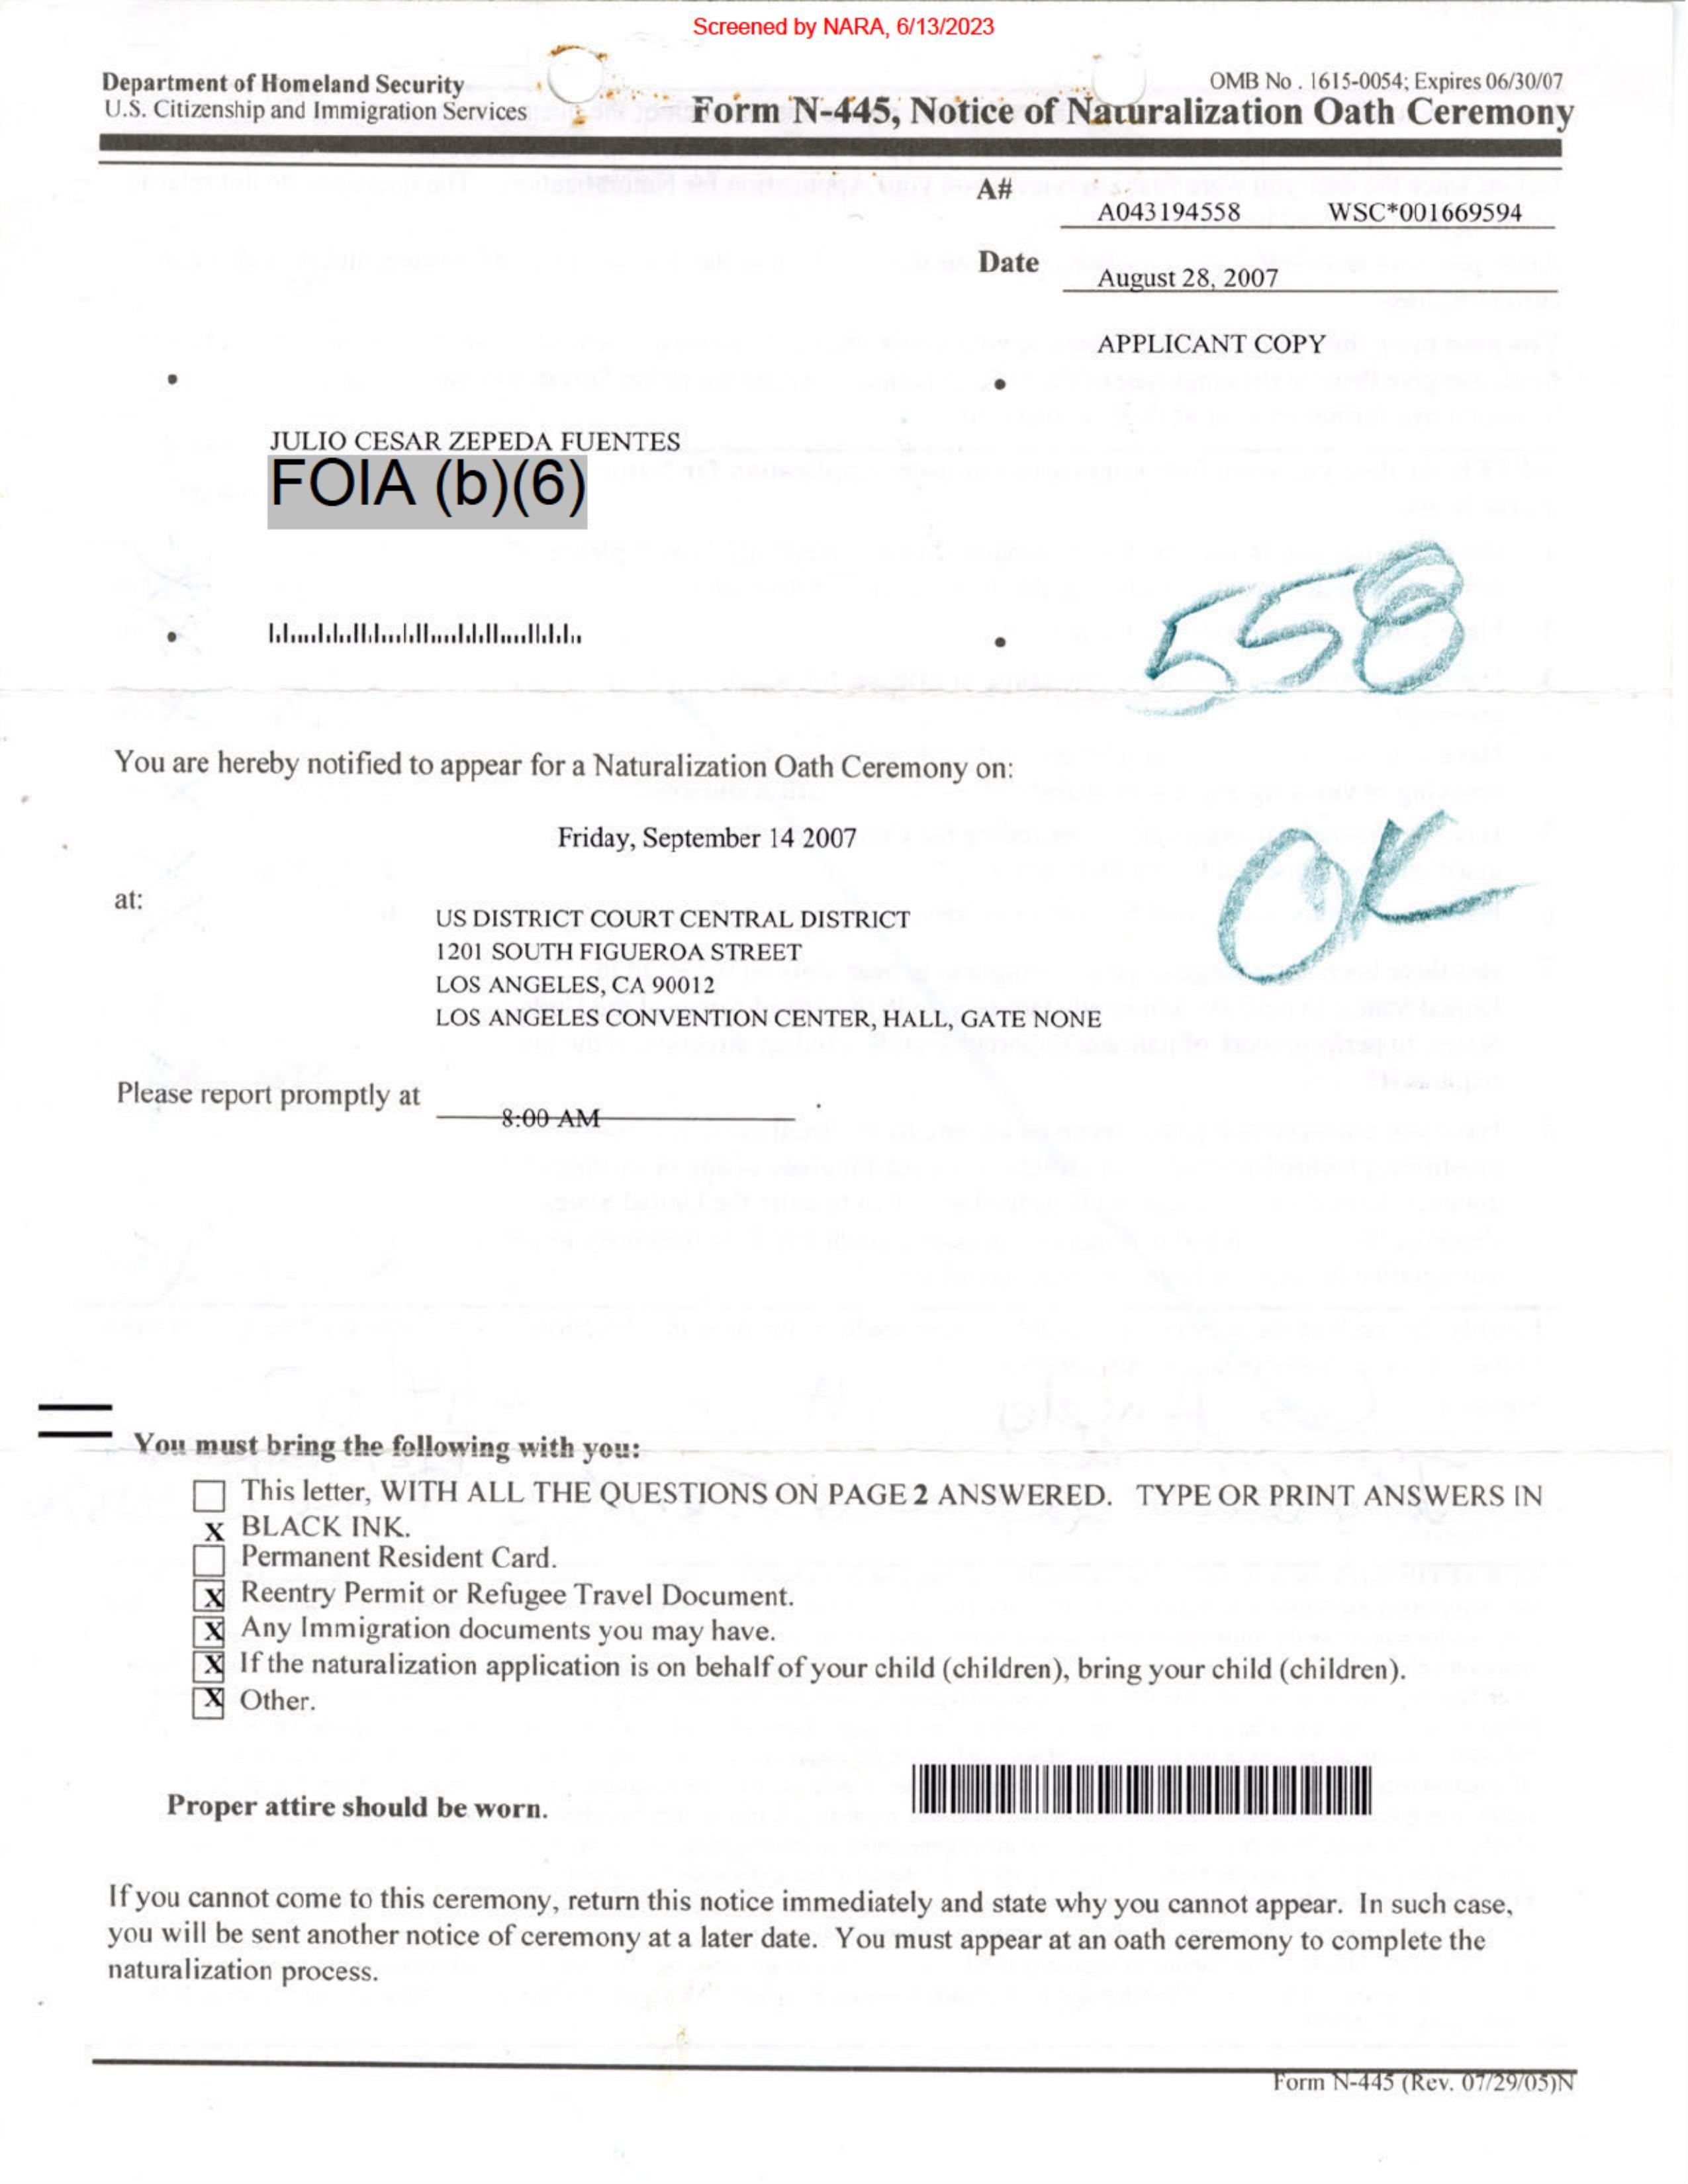 Screened by NARA, 6/13/2023
Department of Homeland Security
U.S. Citizenship and Immigration Services
OMB No . 1615-0054; Expires 06/30/07
Form N-445, Notice of Naturalization Oath Ceremony
A#
A043194558 WSC*001669594
Date
August 28, 2007
APPLICANT COPY
JULIO CESAR ZEPEDA FUENTES
FOIA (b)(6)
558
You are hereby notified to appear for a Naturalization Oath Ceremony on:
Friday, September 14 2007
OK
at:
US DISTRICT COURT CENTRAL DISTRICT
1201 SOUTH FIGUEROA STREET
LOS ANGELES, CA 90012
LOS ANGELES CONVENTION CENTER, HALL, GATE NONE
Please report promptly at
8:00 AM .
You must bring the following with you:
This letter, WITH ALL THE QUESTIONS ON PAGE 2 ANSWERED. TYPE OR PRINT ANSWERS IN
X BLACK INK.
Permanent Resident Card.
X Reentry Permit or Refugee Travel Document.
X Any Immigration documents you may have.
X If the naturalization application is on behalf of your child (children), bring your child (children).
X Other.
Proper attire should be worn.
If you cannot come to this ceremony, return this notice immediately and state why you cannot appear. In such case,
you will be sent another notice of ceremony at a later date. You must appear at an oath ceremony to complete the
naturalization process.
Form N-445 (Rev. 07/29/05)N